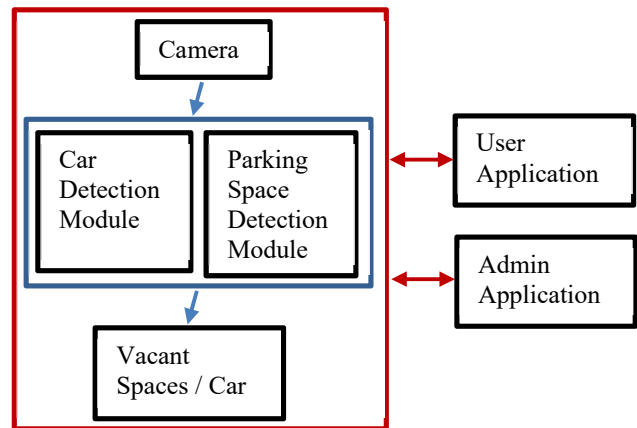 Camera
Car
Detection
Module
Parking
Space
Detection
Module
User
Application
Admin
Application
Vacant
Spaces / Car